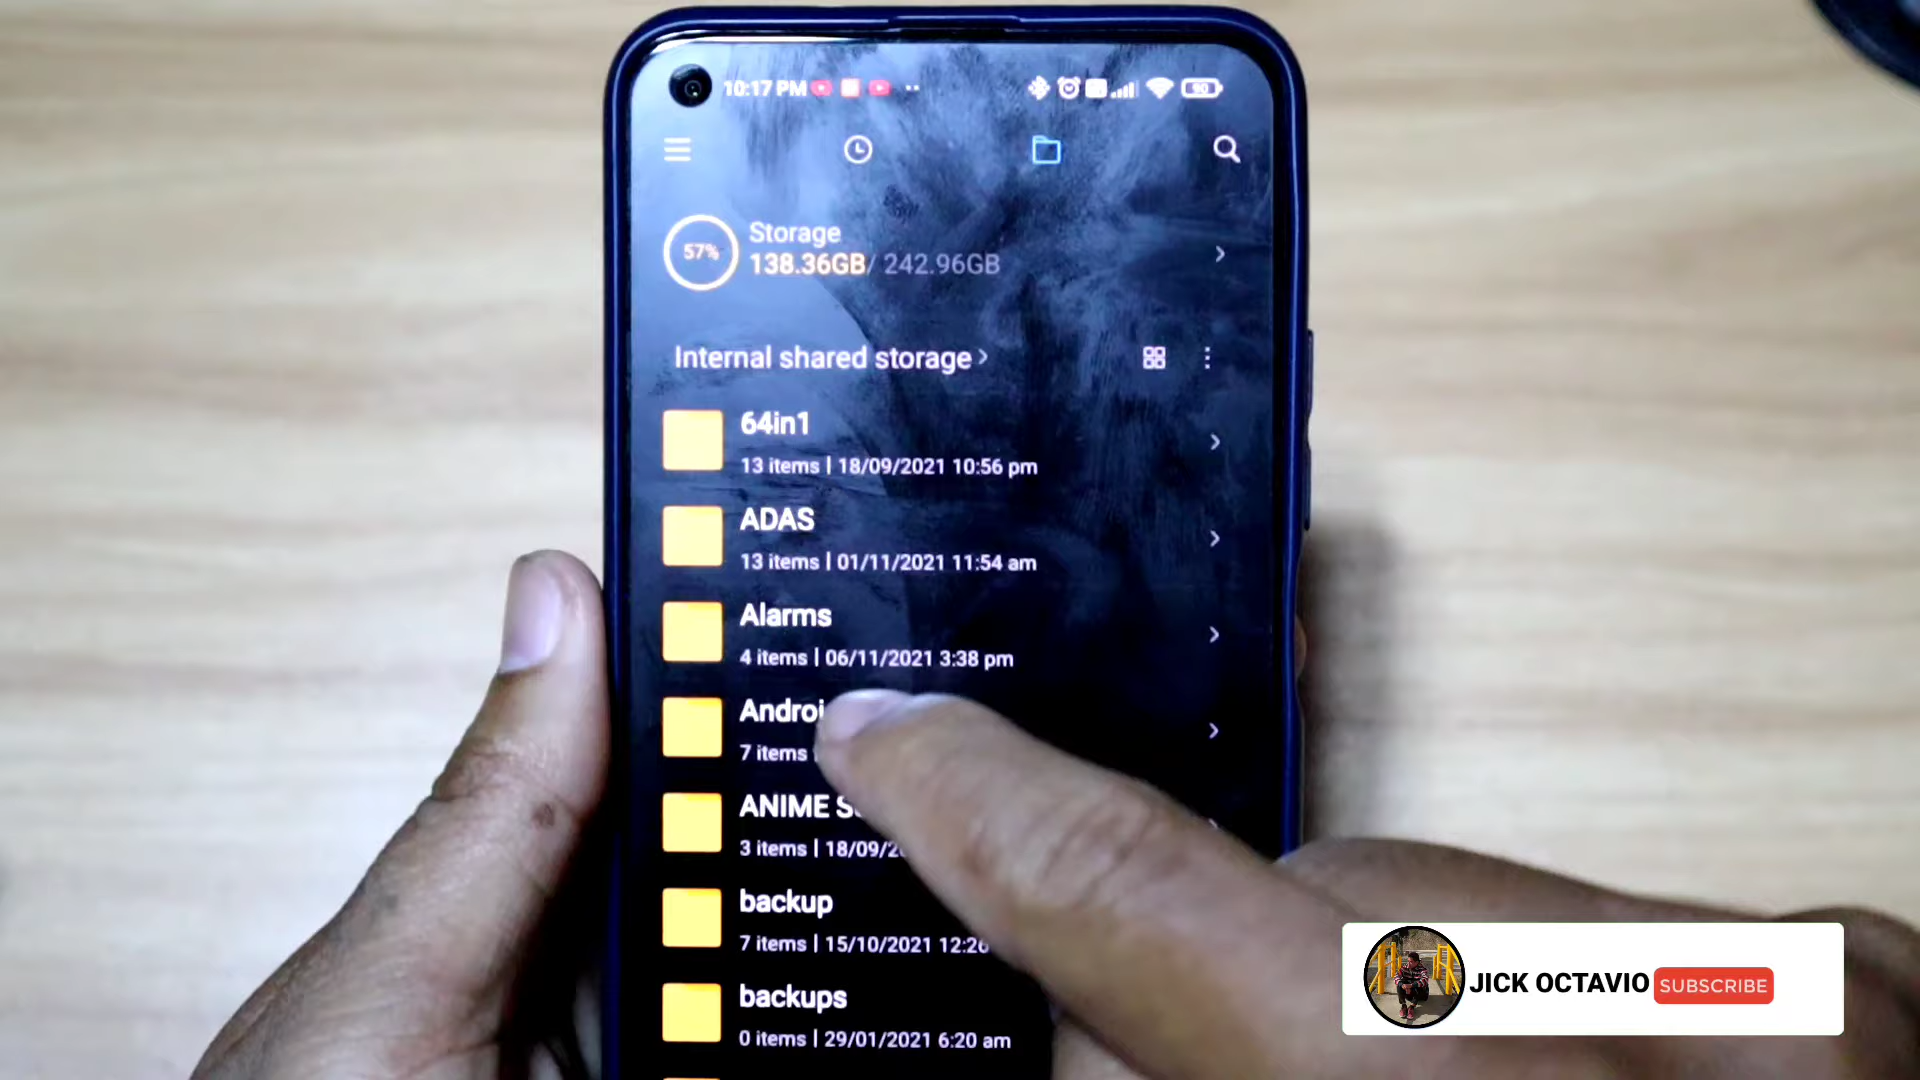 10:17 PM
90
57%
Storage
138.36GB/ 242.96GB
Internal shared storage
64in1
13 items | 18/09/2021 10:56 pm
ADAS
13 items | 01/11/2021 11:54 am
Alarms
4 items | 06/11/2021 3:38 pm
Androi
7 items
ANIME S
3 items | 18/09/20
backup
7 items | 15/10/2021 12:26
backups
0 items | 29/01/2021 6:20 am
JICK OCTAVIO
SUBSCRIBE